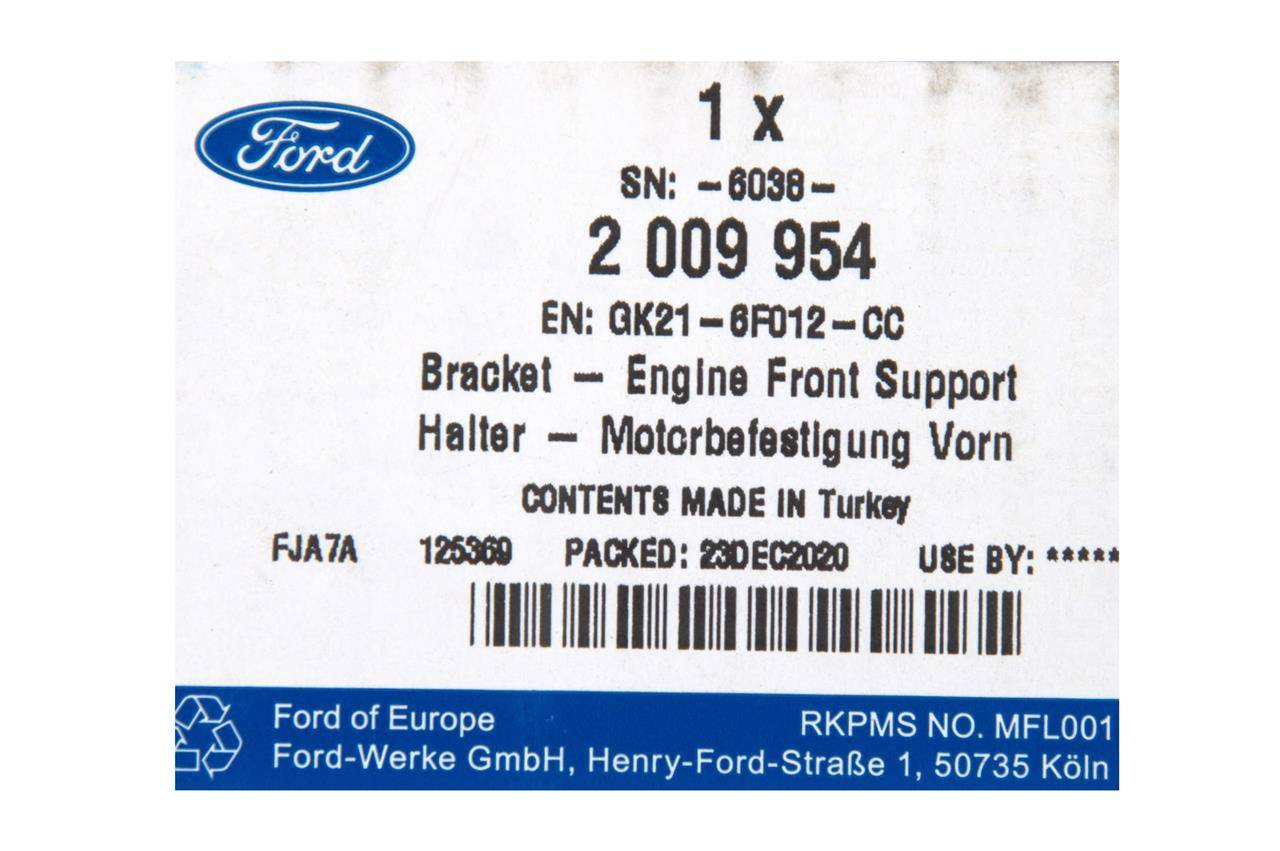 Ford
1 x
SN: -6038-
2 009 954
EN: GK21-6F012-CC
Bracket - Engine Front Support
Halter - Motorbefestigung Vorn
CONTENTS MADE IN Turkey
FJA7A 125369 PACKED: 23DEC2020 USE BY: *****
Ford of Europe RKPMS NO. MFL001
Ford-Werke GmbH, Henry-Ford-Straße 1, 50735 Köln